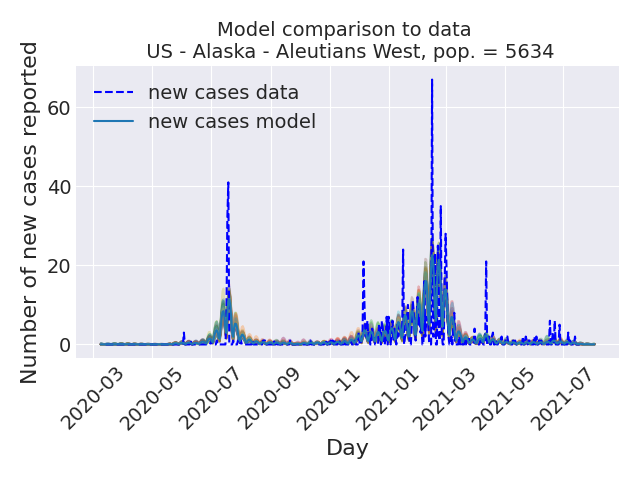 Model comparison to data
US - Alaska - Aleutians West, pop. = 5634
Number of new cases reported
new cases data
new cases model
60
40
20
0
2020-03
2020-05
2020-07
2020-09
2020-11
2021-01
2021-03
2021-05
2021-07
Day